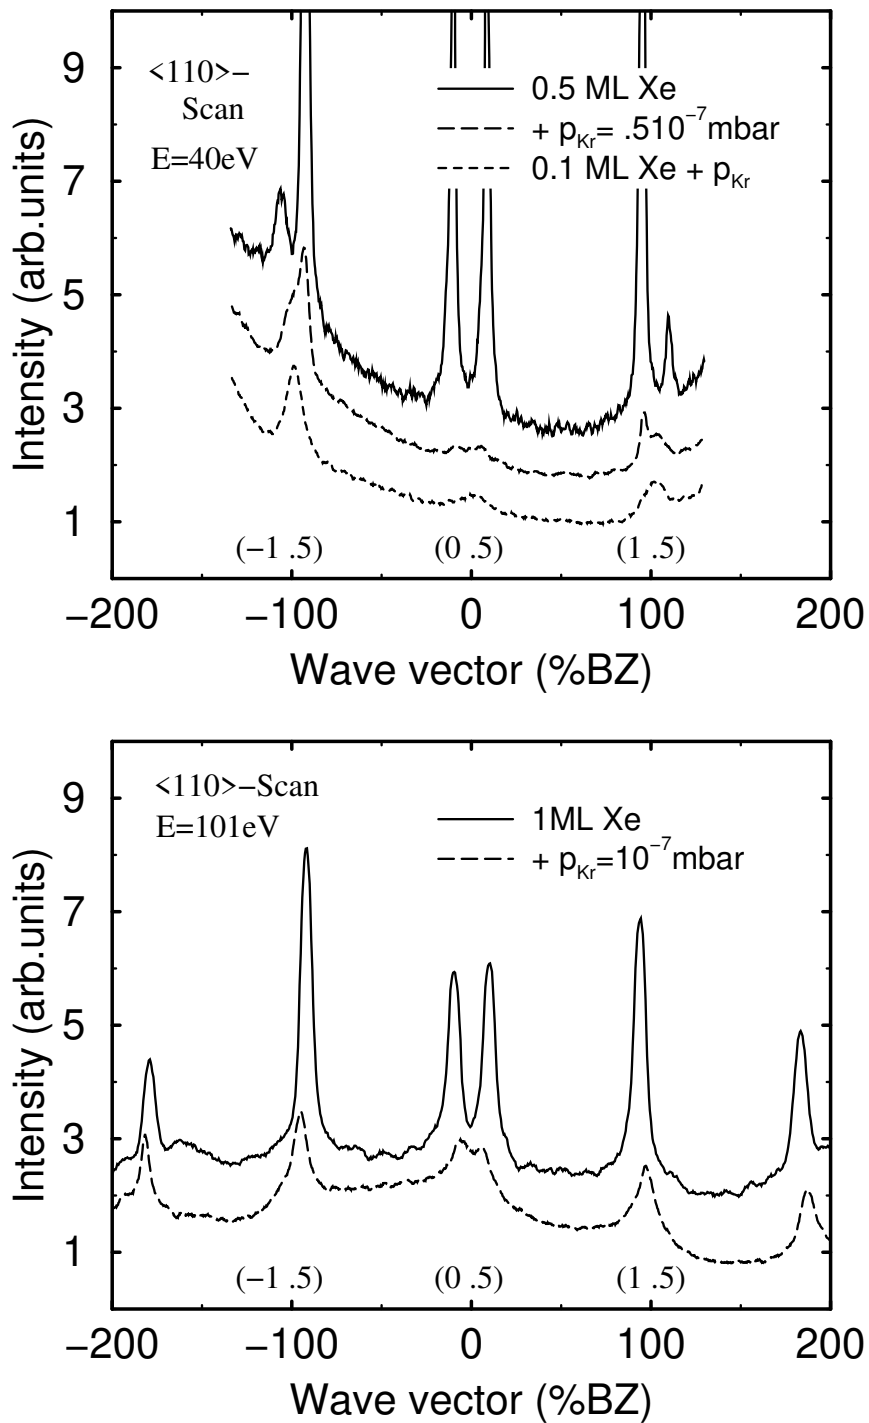 9
7
5
3
1
Intensity (arb.units)
<110>−
Scan
E=40eV
0.5 ML Xe
+ pKr= .510−7mbar
0.1 ML Xe + pKr
(−1 .5)
(0 .5)
(1 .5)
−200
−100
0
100
200
Wave vector (%BZ)
9
7
5
3
1
Intensity (arb.units)
<110>−Scan
E=101eV
1ML Xe
+ pKr=10−7mbar
(−1 .5)
(0 .5)
(1 .5)
−200
−100
0
100
200
Wave vector (%BZ)